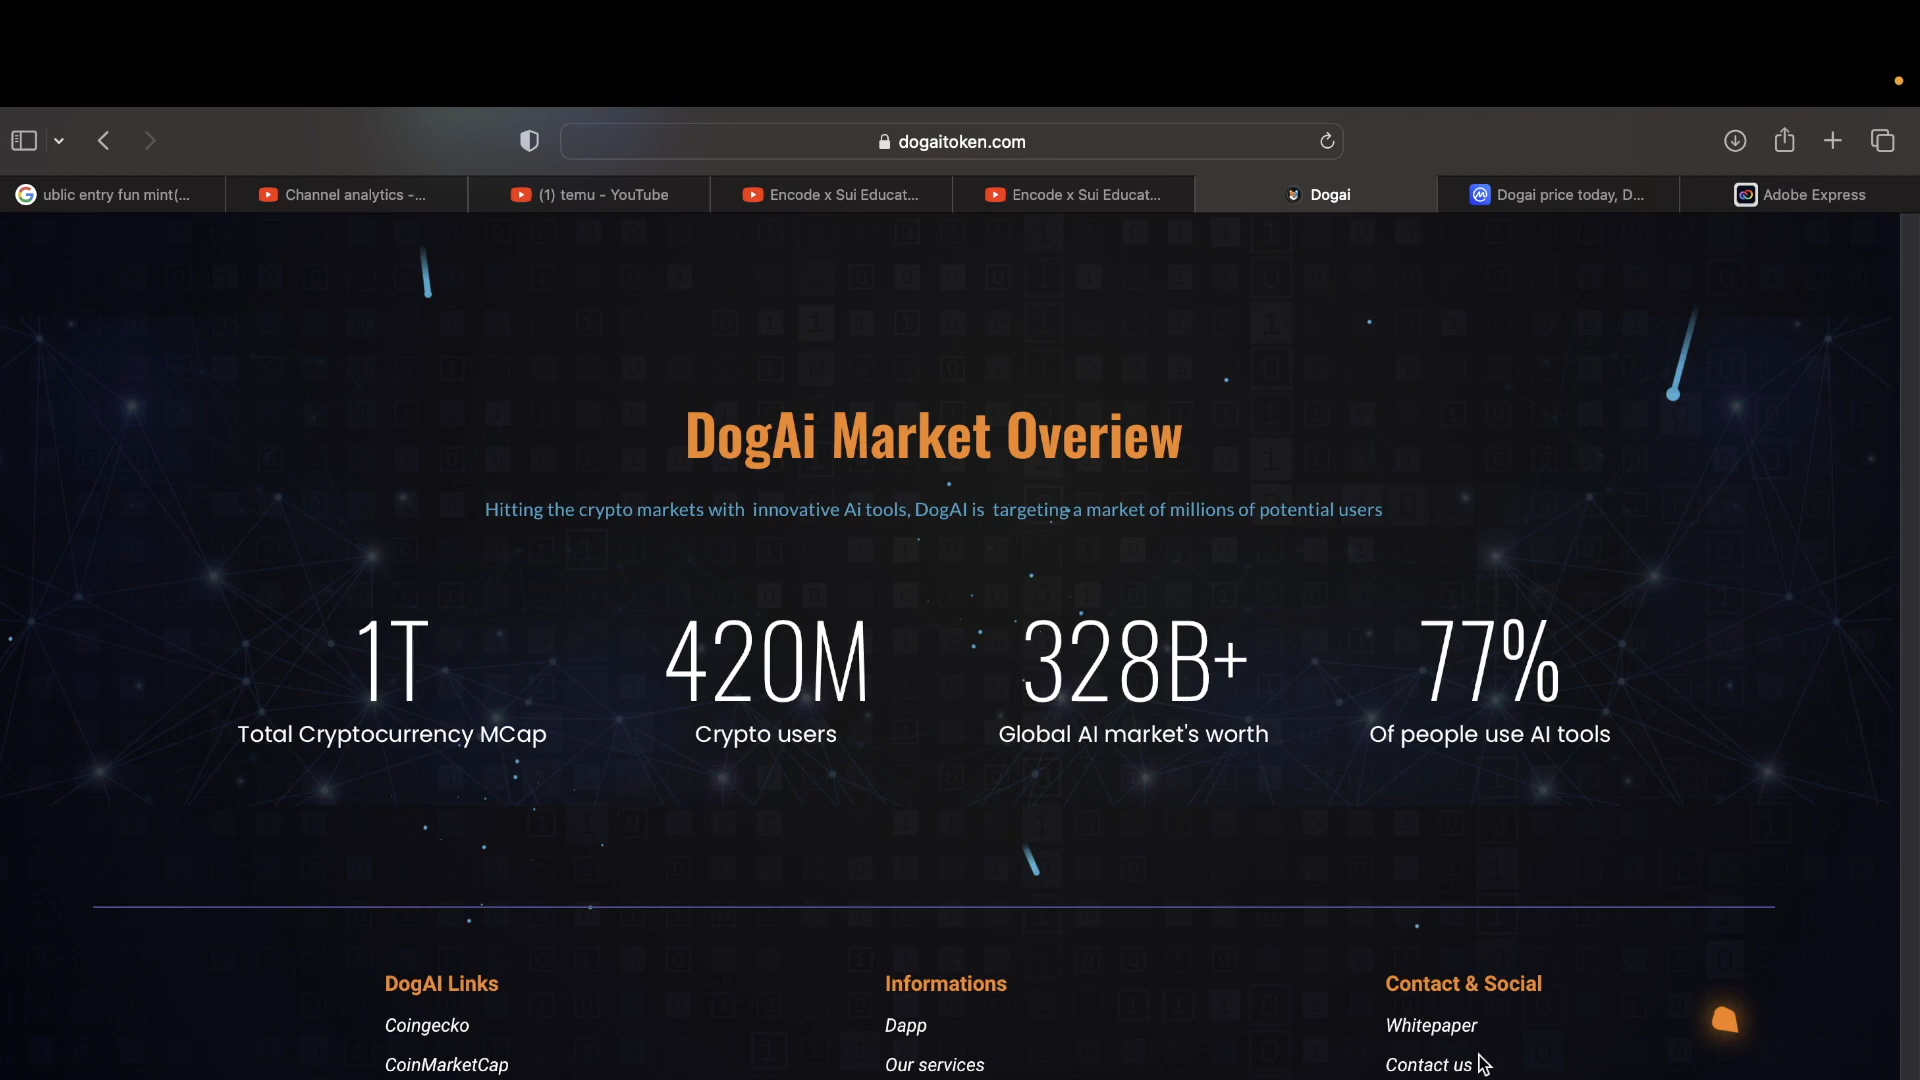 dogaitoken.com
ublic entry fun mint(...
Channel analytics -...
(1) temu - YouTube
Encode x Sui Educat...
Encode x Sui Educat...
Dogai
Dogai price today, D...
Adobe Express
DogAi Market Overiew
Hitting the crypto markets with innovative Ai tools, DogAI is targeting a market of millions of potential users
1T
420M
328B+
77%
Total Cryptocurrency MCap
Crypto users
Global AI market's worth
Of people use AI tools
DogAI Links
Informations
Contact & Social
Coingecko
Dapp
Whitepaper
CoinMarketCap
Our services
Contact us